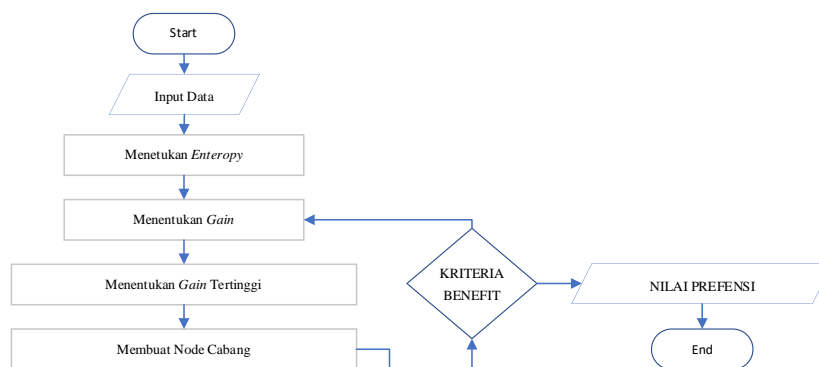 Start
Input Data
Menetukan Enteropy
Menentukan Gain
Menentukan Gain Tertinggi
Membuat Node Cabang
KRITERIA
BENEFIT
NILAI PREFENSI
End